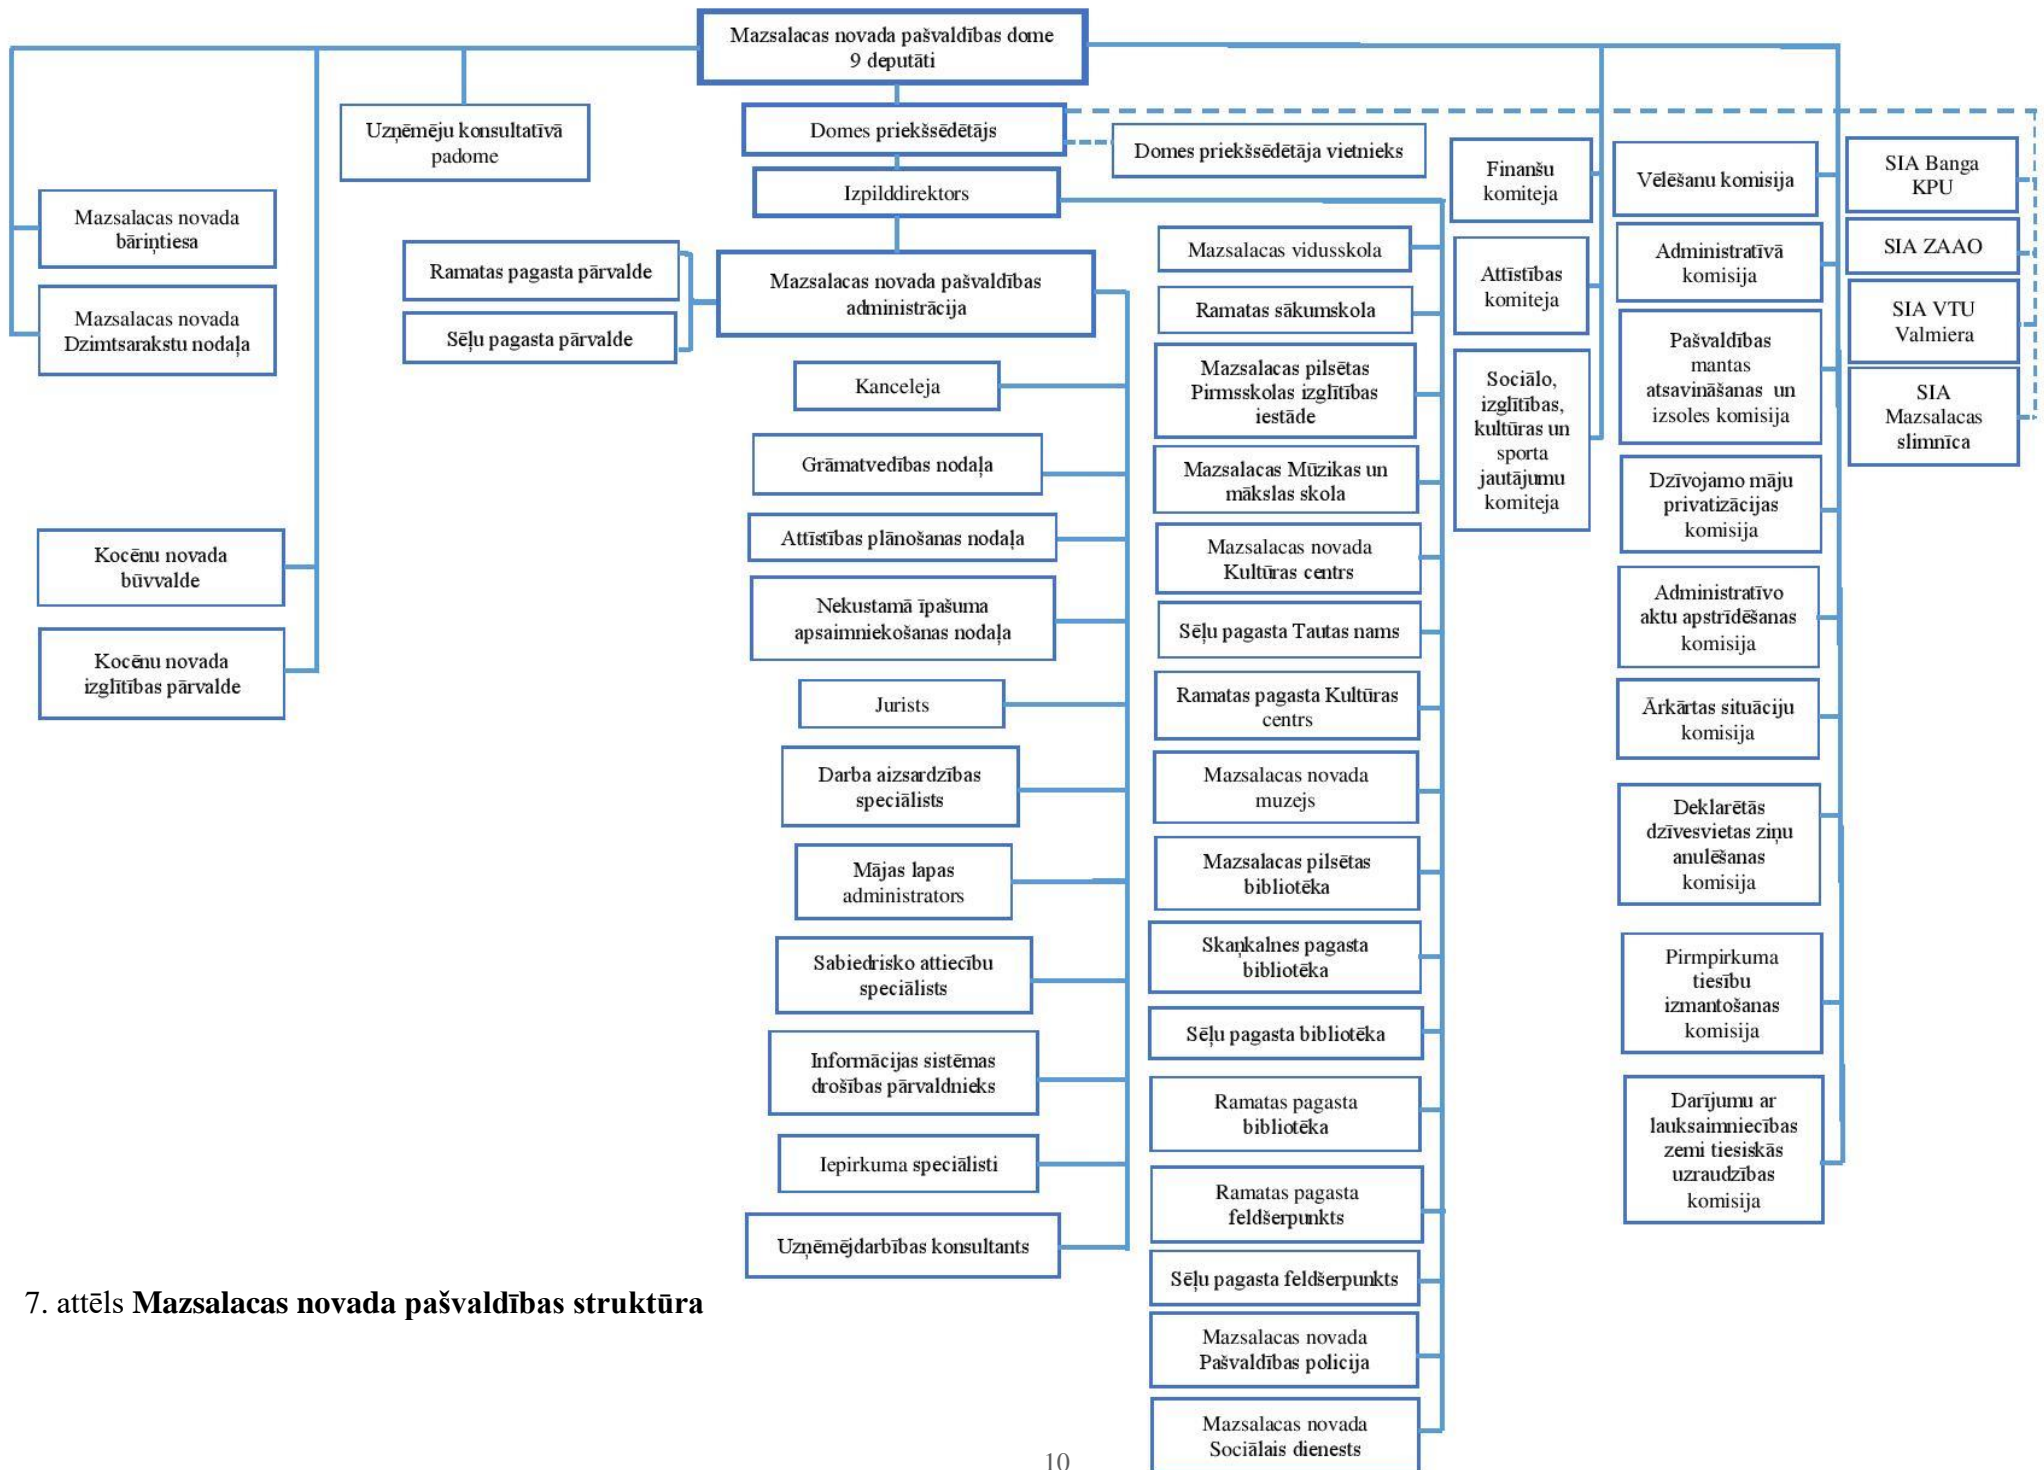 Mazsalacas novada pašvaldības dome
9 deputāti
Uzņēmēju konsultatīvā
padome
Domes priekšsēdētājs
Domes priekšsēdētāja vietnieks
Izpilddirektors
Mazsalacas novada
bāriņtiesa
Mazsalacas novada
Dzimtsarakstu nodaļa
Kocēnu novada
būvvalde
Kocēnu novada
izglītības pārvalde
Ramatas pagasta pārvalde
Sēļu pagasta pārvalde
Mazsalacas novada pašvaldības
administrācija
Kanceleja
Grāmatvedības nodaļa
Attīstības plānošanas nodaļa
Nekustamā īpašuma
apsaimniekošanas nodaļa
Jurists
Darba aizsardzības
speciālists
Mājas lapas
administrators
Sabiedrisko attiecību
speciālists
Informācijas sistēmas
drošības pārvaldnieks
Iepirkuma speciālisti
Uzņēmējdarbības konsultants
Mazsalacas vidusskola
Ramatas sākumskola
Mazsalacas pilsētas
Pirmsskolas izglītības
iestāde
Mazsalacas Mūzikas un
mākslas skola
Mazsalacas novada
Kultūras centrs
Sēļu pagasta Tautas nams
Ramatas pagasta Kultūras
centrs
Mazsalacas novada
muzejs
Mazsalacas pilsētas
bibliotēka
Skaņkalnes pagasta
bibliotēka
Sēļu pagasta bibliotēka
Ramatas pagasta
bibliotēka
Ramatas pagasta
feldšerpunkts
Sēļu pagasta feldšerpunkts
Mazsalacas novada
Pašvaldības policija
Mazsalacas novada
Sociālais dienests
Finanšu
komiteja
Attīstības
komiteja
Sociālo,
izglītības,
kultūras un
sporta
jautājumu
komiteja
Vēlēšanu komisija
Administratīvā
komisija
Pašvaldības
mantas
atsavināšanas un
izsoles komisija
Dzīvojamo māju
privatizācijas
komisija
Administratīvo
aktu apstrīdēšanas
komisija
Ārkārtas situāciju
komisija
Deklarētās
dzīvesvietas ziņu
anulēšanas
komisija
Pirmpirkuma
tiesību
izmantošanas
komisija
Darījumu ar
lauksaimniecības
zemi tiesiskās
uzraudzības
komisija
SIA Banga
KPU
SIA ZAAO
SIA VTU
Valmiera
SIA
Mazsalacas
slimnīca
7. attēls Mazsalacas novada pašvaldības struktūra
10